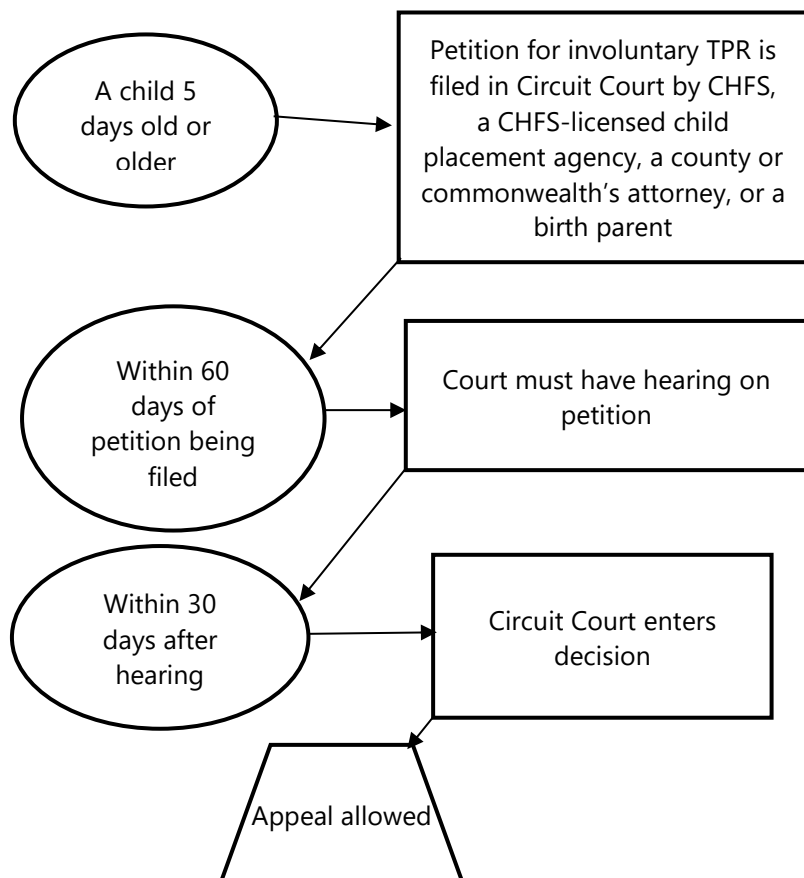 A child 5
days old or
older
Petition for involuntary TPR is
filed in Circuit Court by CHFS,
a CHFS-licensed child
placement agency, a county or
commonwealth’s attorney, or a
birth parent
Within 60
days of
petition being
filed
Court must have hearing on
petition
Within 30
days after
hearing
Circuit Court enters
decision
Appeal allowed